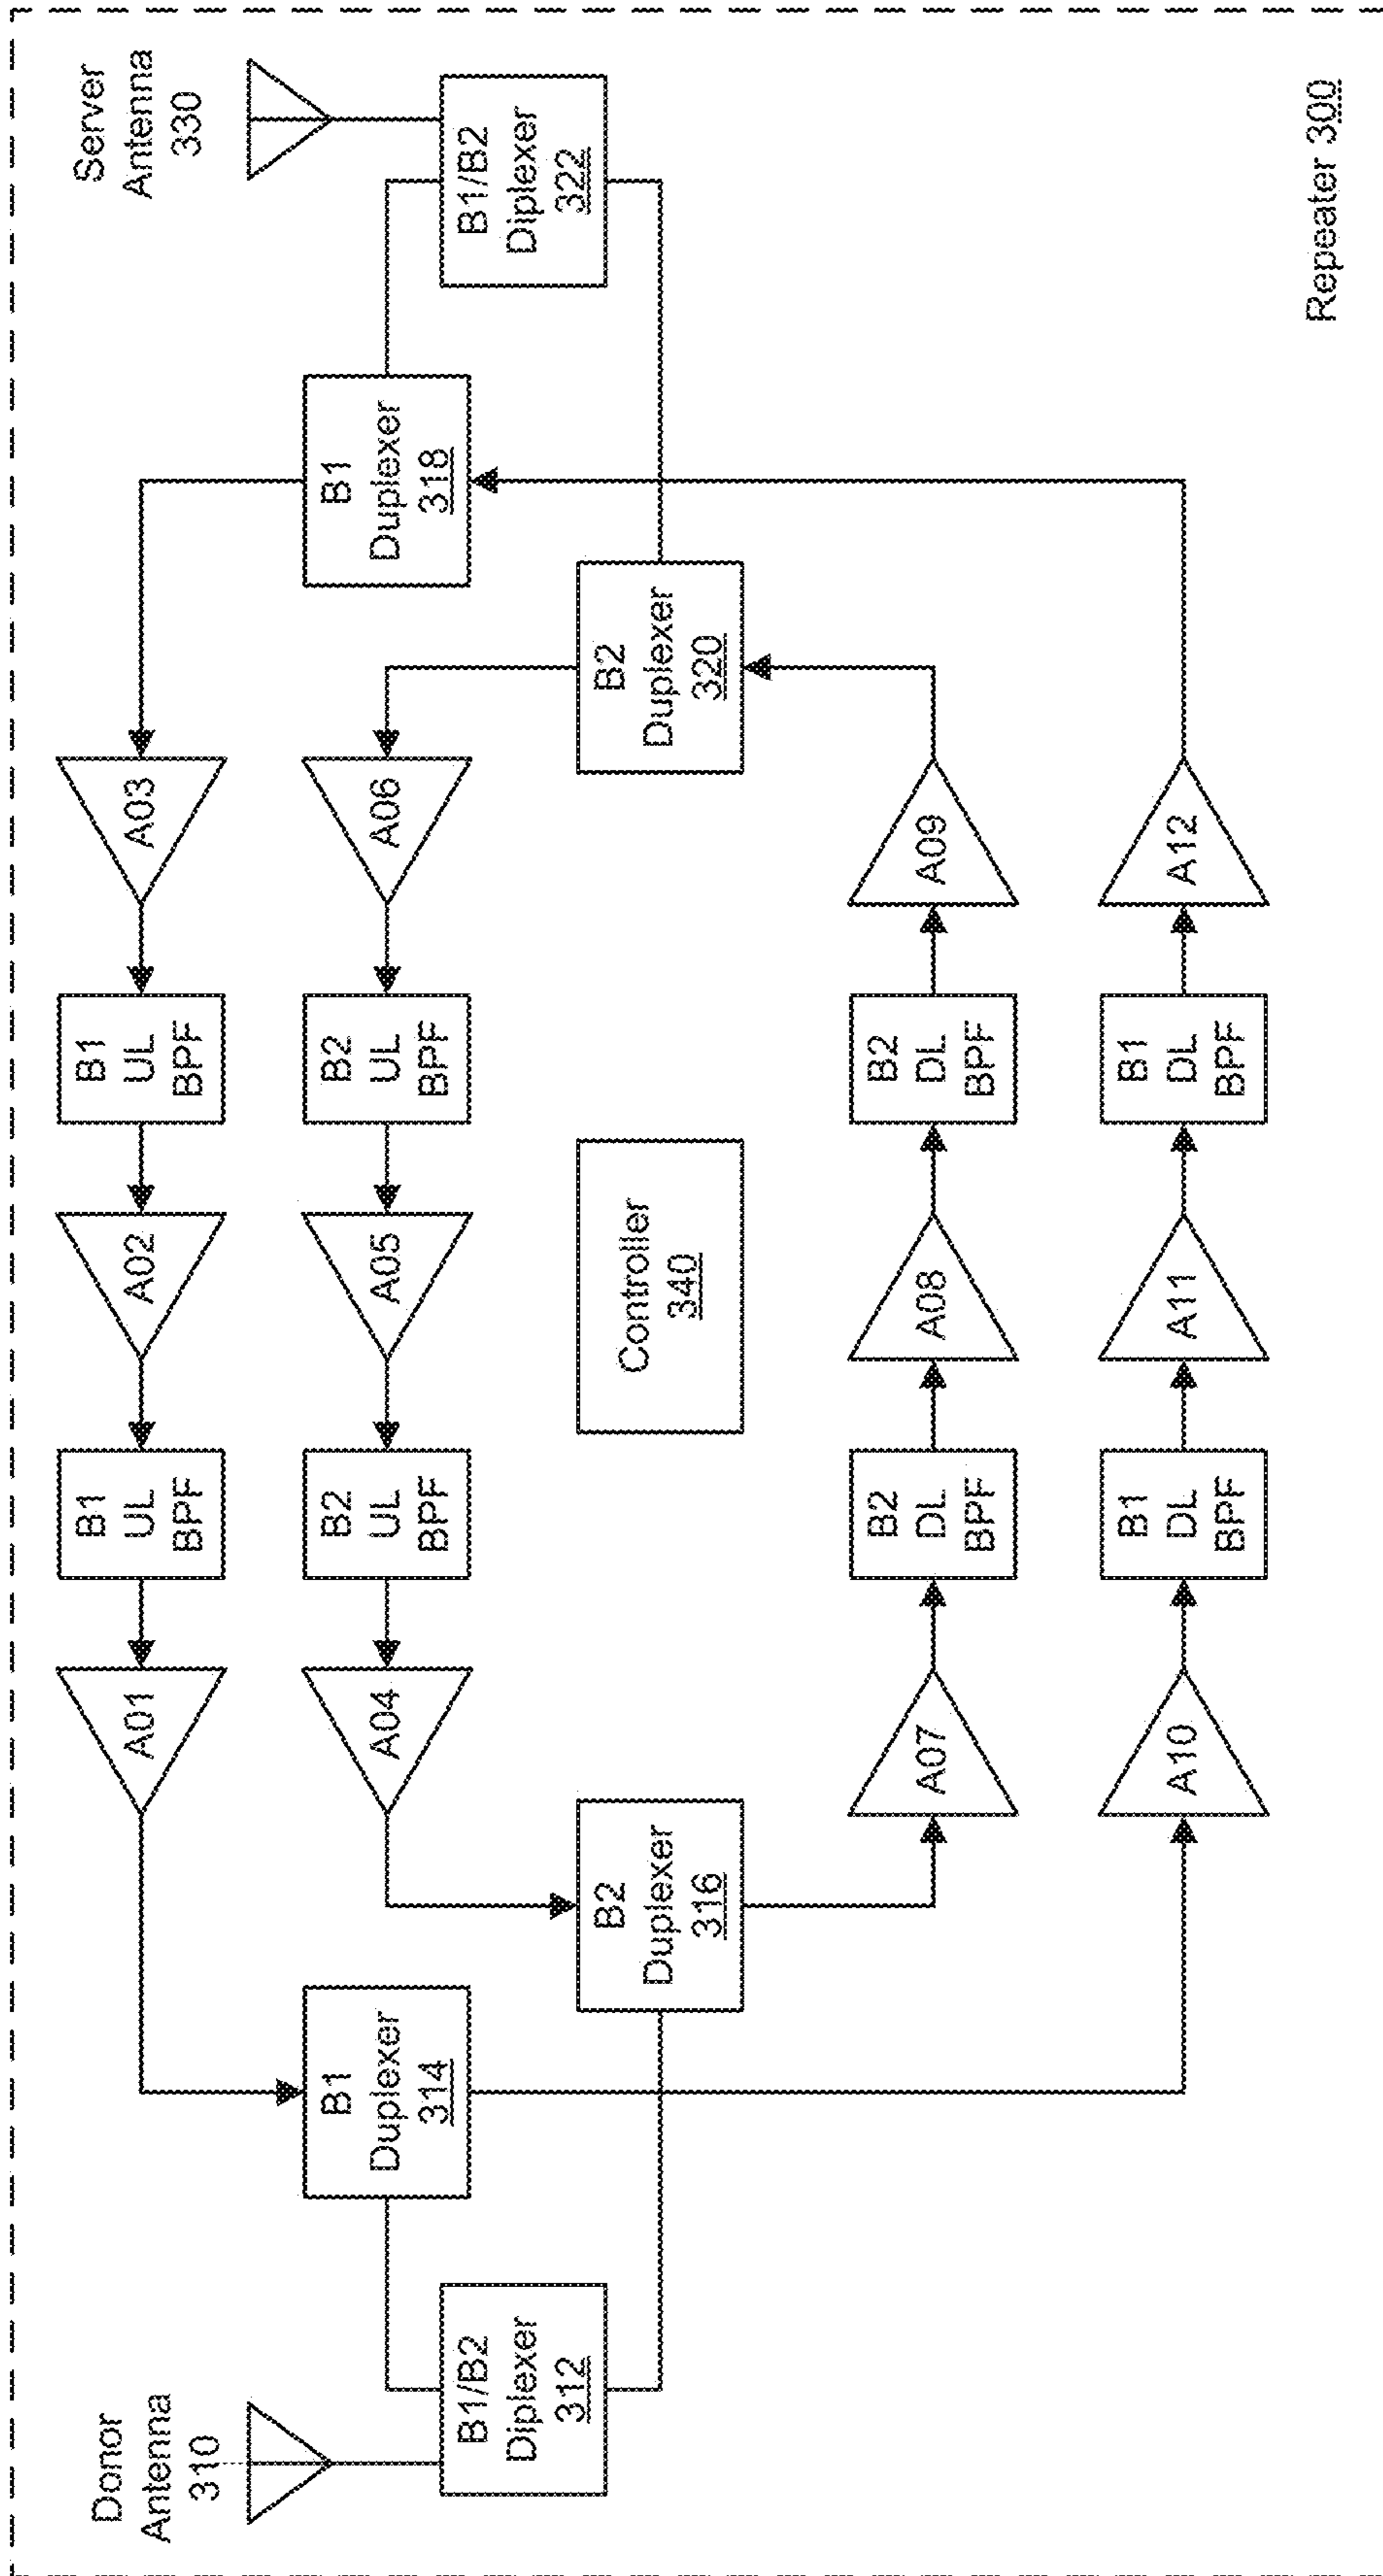 Donor
Antenna
310
Server
Antenna
330
B1/B2
Diplexer
312
B1
Duplexer
314
B2
Duplexer
316
A01
B1
UL
BPF
A02
B1
UL
BPF
A03
A04
B2
UL
BPF
A05
B2
UL
BPF
A06
B1
Duplexer
318
B2
Duplexer
320
B1/B2
Diplexer
322
Controller
340
A07
B2
DL
BPF
A08
B2
DL
BPF
A09
A10
B1
DL
BPF
A11
B1
DL
BPF
A12
Repeater 300